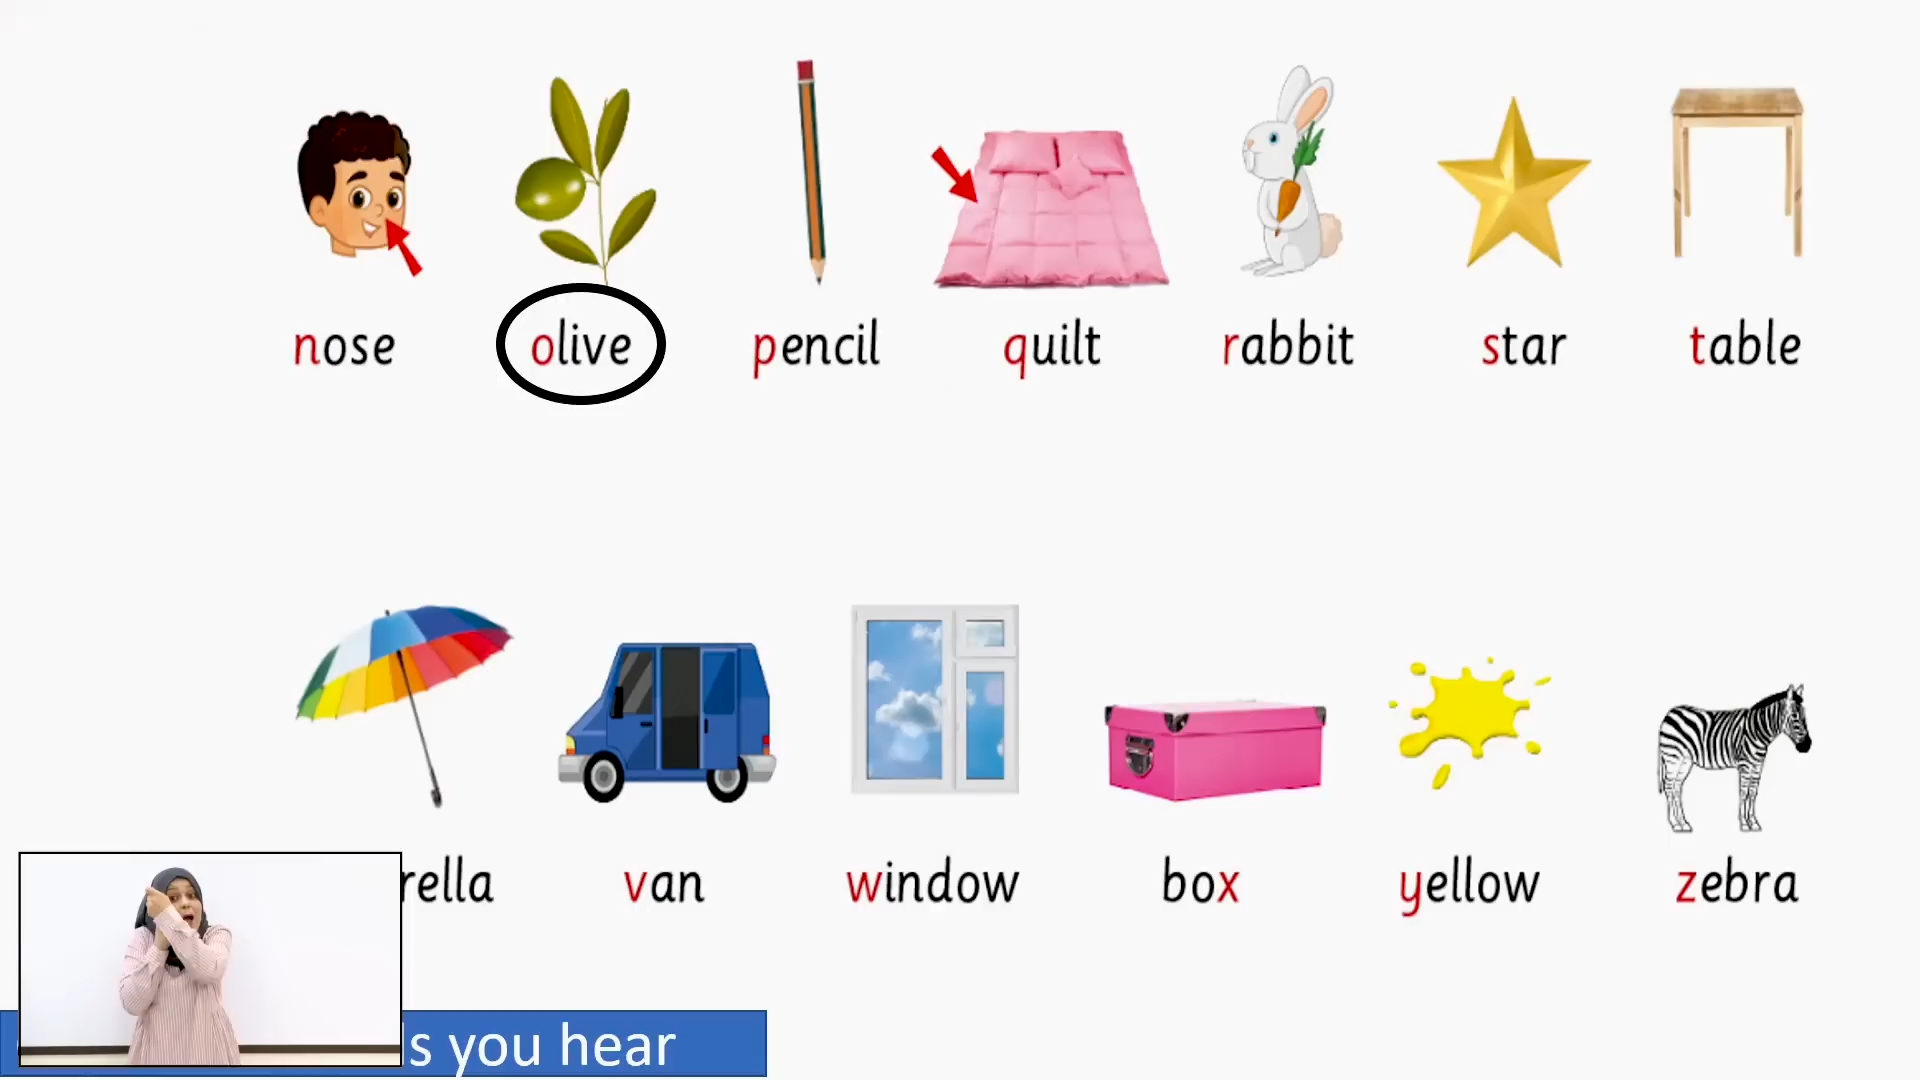 nose olive pencil quilt rabbit star table
rella van window box yellow zebra
s you hear